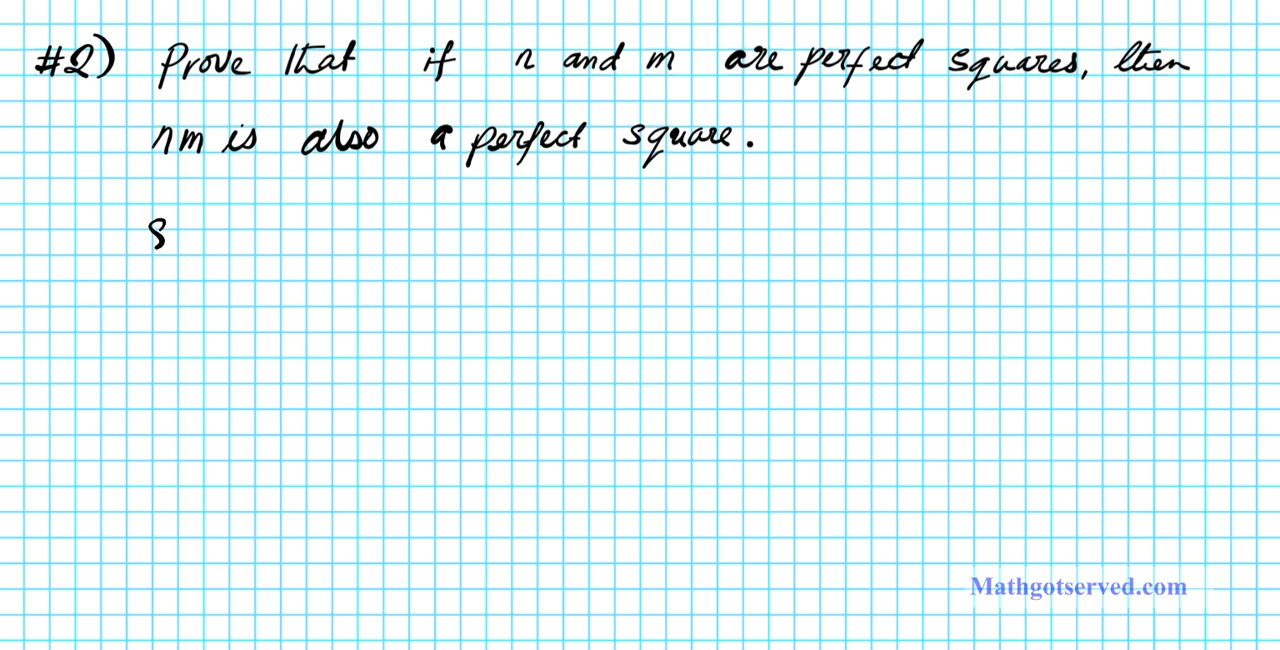 #2) Prove that if n and m are perfect squares, then
nm is also a perfect square.
S
Mathgotserved.com